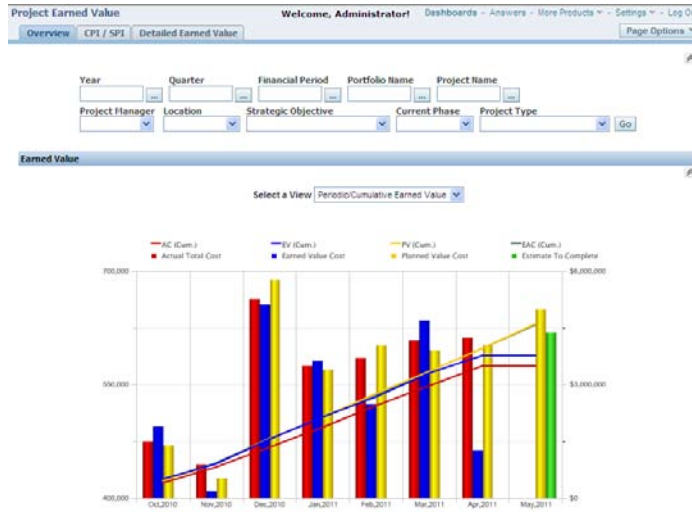 Project Earned Value Welcome, Administrator! Dashboards - Answers - More Products - Settings - Log
Overview CPI / SPI Detailed Earned Value Page Options
Year Quarter Financial Period Portfolio Name Project Name
... ... ... ... ...
Project Manager Location Strategic Objective Current Phase Project Type
Go
Earned Value
Select a View Periodic/Cumulative Earned Value
AC (Cum.) EV (Cum.) PV (Cum.) EAC (Cum.)
Actual Total Cost Earned Value Cost Planned Value Cost Estimate To Complete
700,000 $6,000,000
550,000 $3,000,000
400,000 $0
Oct,2010 Nov,2010 Dec,2010 Jan,2011 Feb,2011 Mar,2011 Apr,2011 May,2011